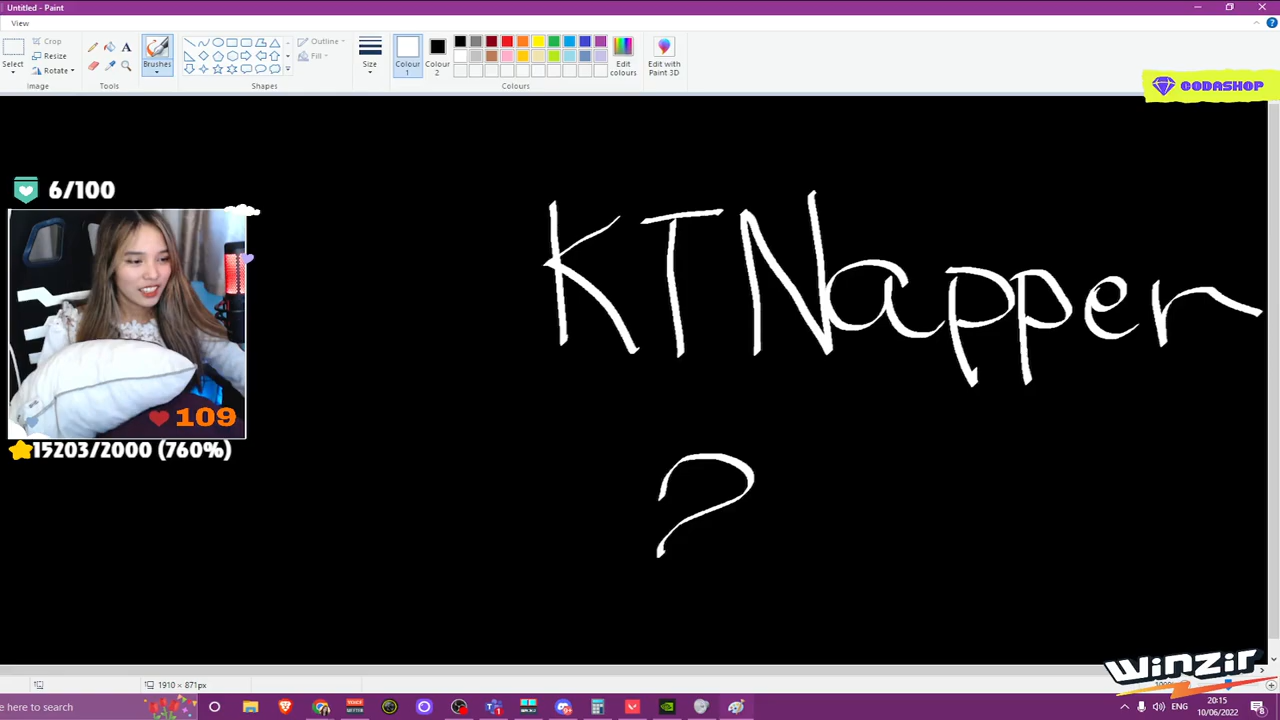 Untitled - Paint
View
Select
Crop
Resize
Rotate
Image
A
Tools
Brushes
Shapes
Outline
Fill
Size
Colour 1
Colour 2
Edit colours
Colours
Edit with Paint 3D
CODASHOP
6/100
109
15203/2000 (760%)
KTNapper
?
1910 × 871px
WINZIR
re to search
ENG
20:15
10/06/2022
8